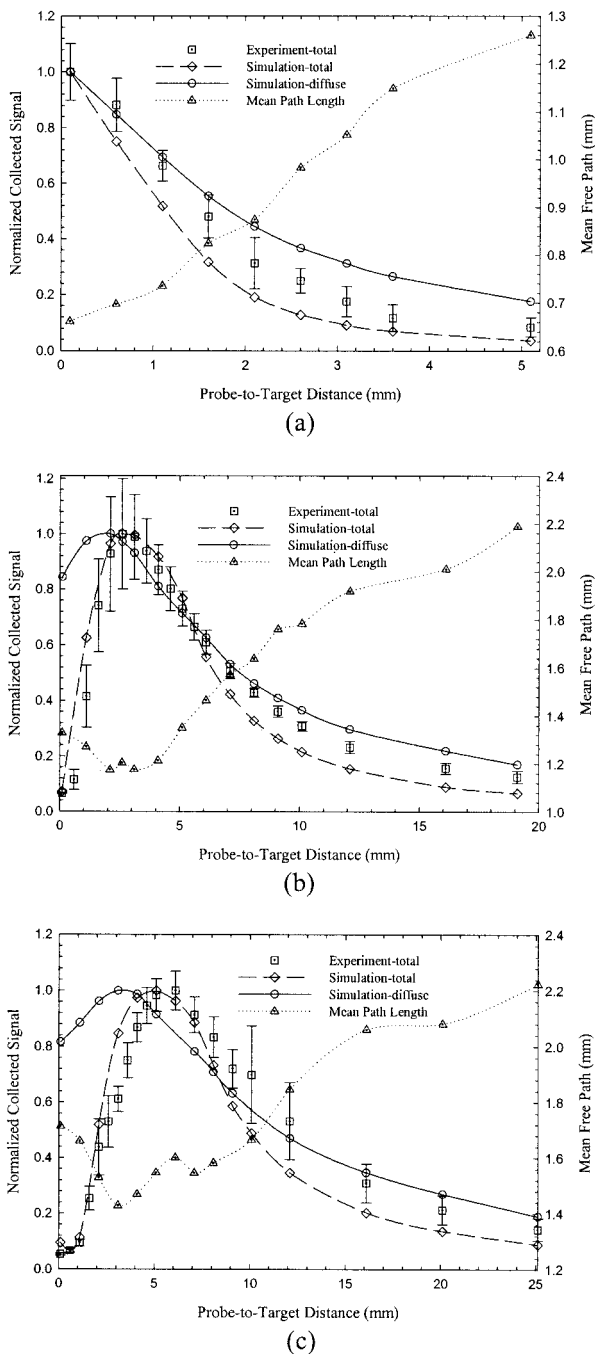 1.2
1.3
Experiment-total
Simulation-total
Simulation-diffuse
Mean Path Length
1.0
0.8
0.6
0.4
0.2
0.0
1.2
1.1
1.0
0.9
0.8
0.7
0.6
Normalized Collected Signal
Mean Free Path (mm)
0 1 2 3 4 5
Probe-to-Target Distance (mm)
(a)
1.2
2.4
Experiment-total
Simulation-total
Simulation-diffuse
Mean Path Length
1.0
0.8
0.6
0.4
0.2
0.0
2.2
2.0
1.8
1.6
1.4
1.2
1.0
Normalized Collected Signal
Mean Free Path (mm)
0 5 10 15 20
Probe-to-Target Distance (mm)
(b)
1.2
2.4
Experiment-total
Simulation-total
Simulation-diffuse
Mean Path Length
1.0
0.8
0.6
0.4
0.2
0.0
2.2
2.0
1.8
1.6
1.4
1.2
Normalized Collected Signal
Mean Free Path (mm)
0 5 10 15 20 25
Probe-to-Target Distance (mm)
(c)